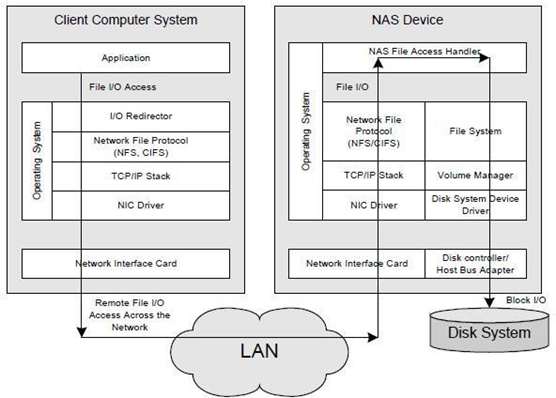 Client Computer System
Application
File I/O Access
Operating System
I/O Redirector
Network File Protocol
(NFS, CIFS)
TCP/IP Stack
NIC Driver
Network Interface Card
Remote File I/O
Access Across the
Network
LAN
NAS Device
NAS File Access Handler
File I/O
Operating System
Network File
Protocol
(NFS/CIFS)
File System
TCP/IP Stack
Volume Manager
NIC Driver
Disk System Device
Driver
Network Interface Card
Disk controller/
Host Bus Adapter
Block I/O
Disk System